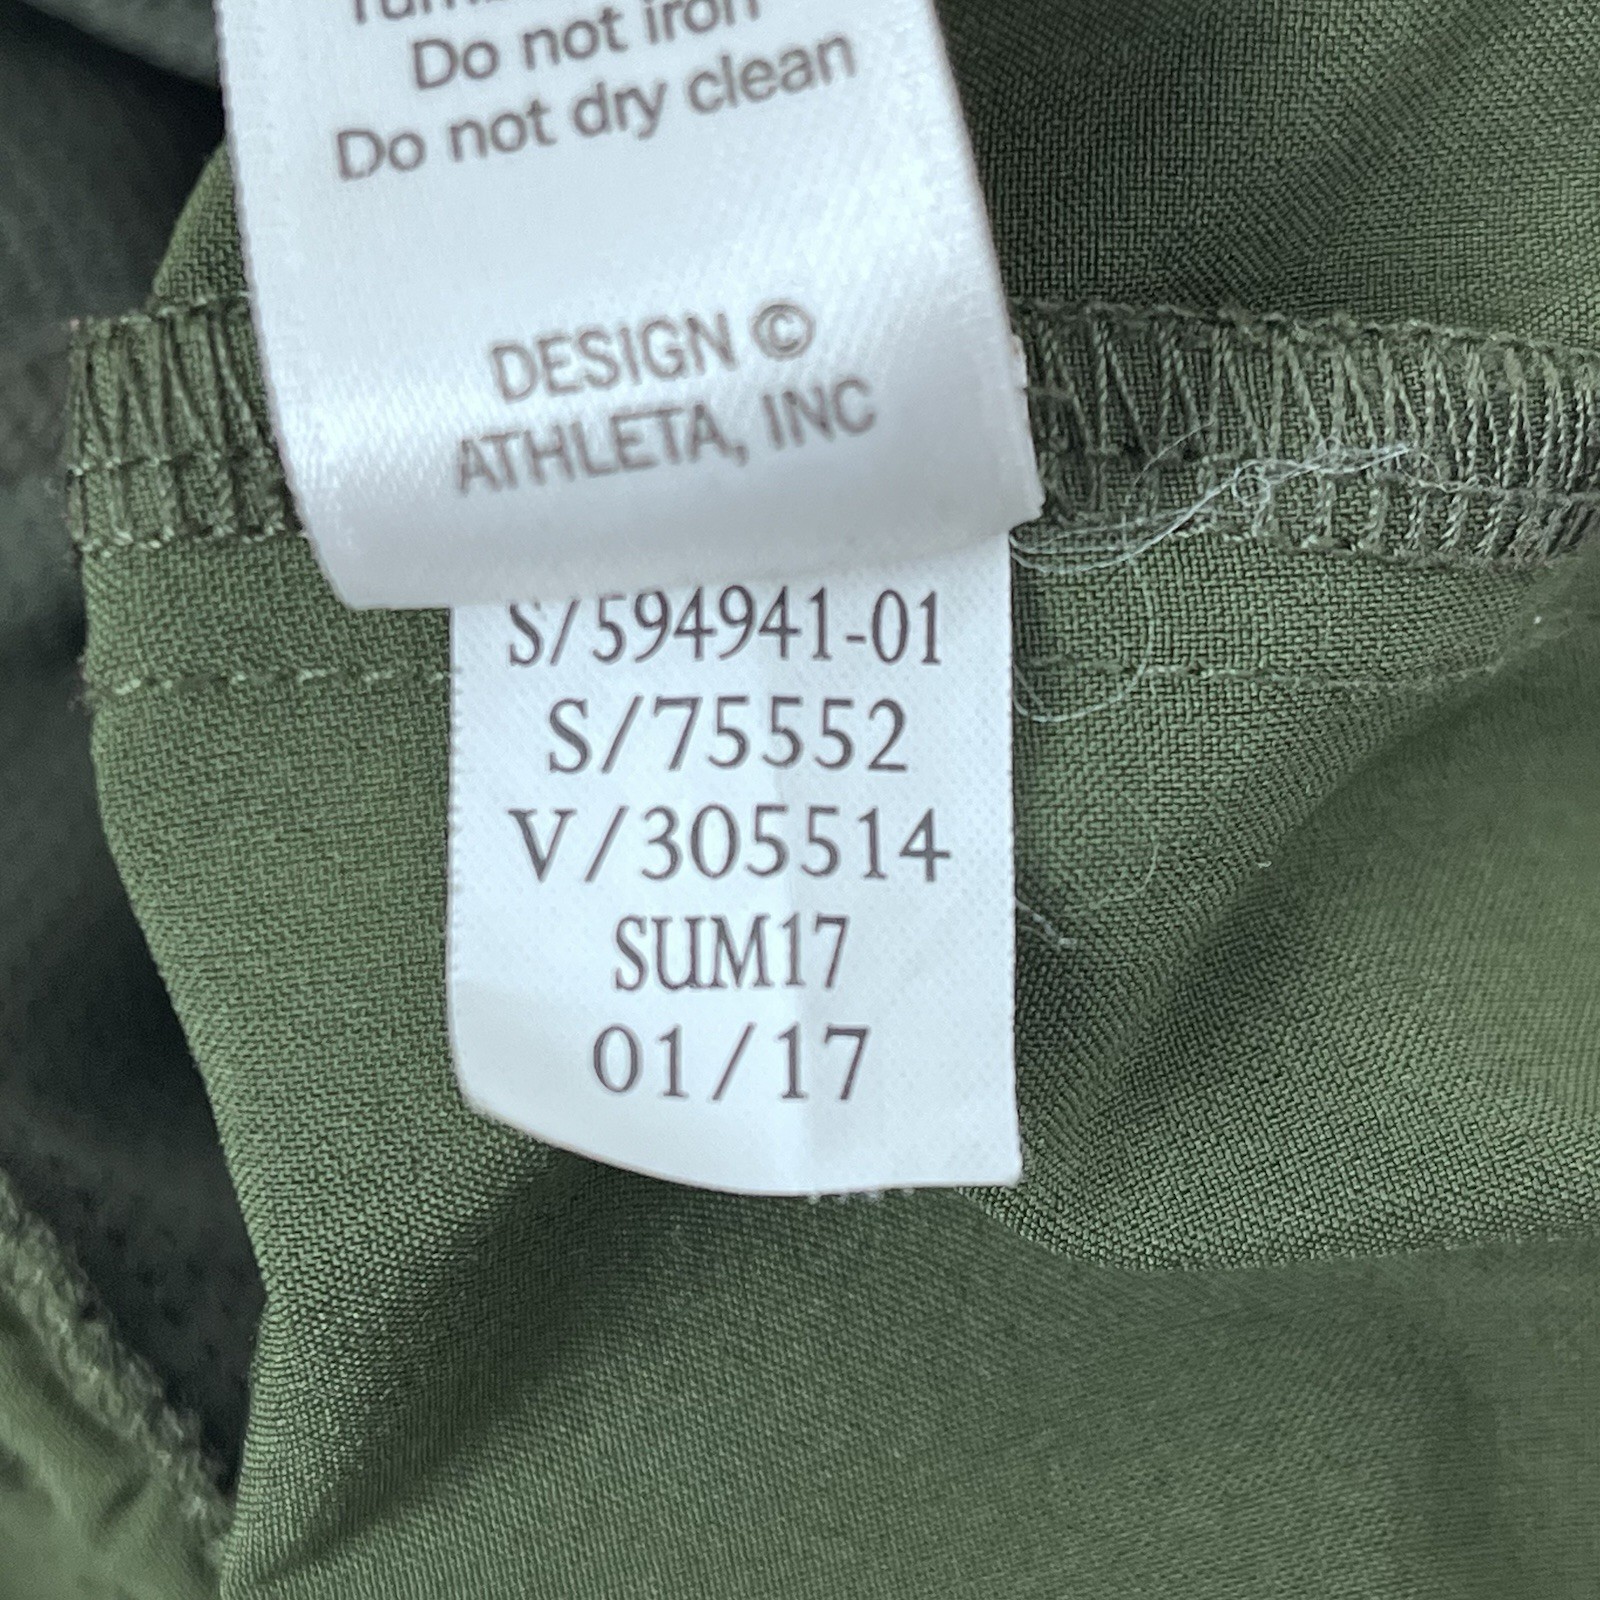 Do not iron
Do not dry clean
DESIGN ©
ATHLETA, INC
S/594941-01
S/75552
V/305514
SUM17
01/17